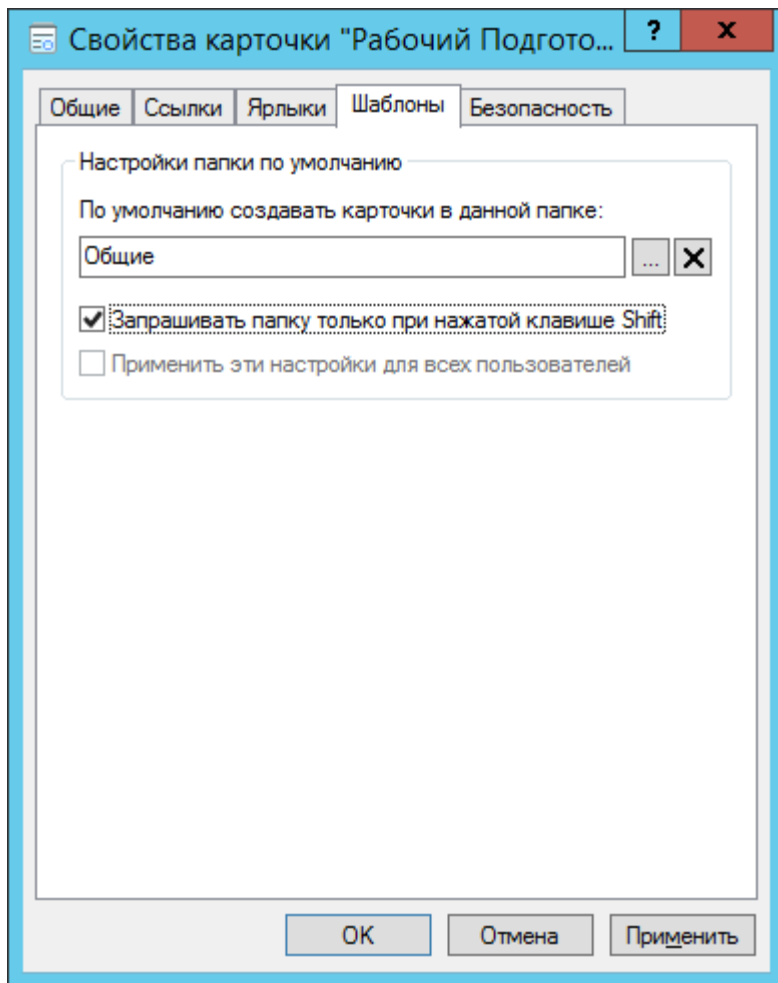 Свойства карточки "Рабочий Подгото...
?
x
Общие Ссылки Ярлыки Шаблоны Безопасность
Настройки папки по умолчанию
По умолчанию создавать карточки в данной папке:
Общие
...
Запрашивать папку только при нажатой клавише Shift
Применить эти настройки для всех пользователей
OK Отмена Применить